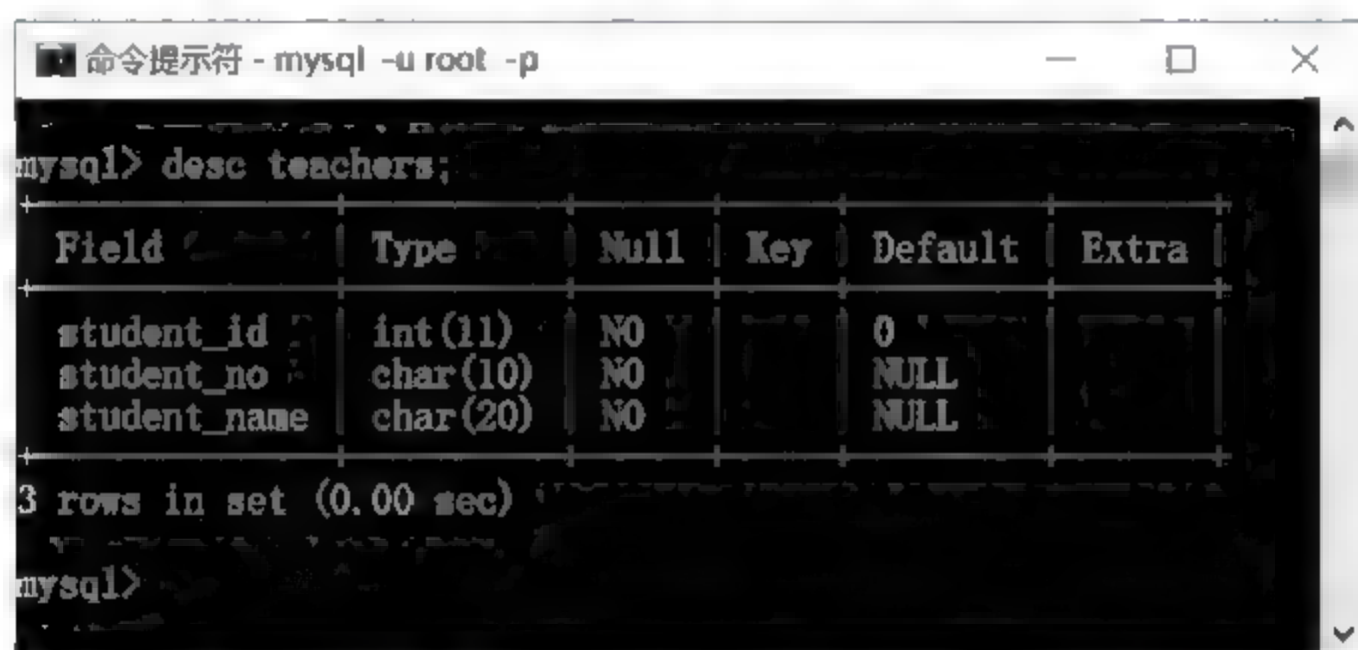 命令提示符 - mysql -u root -p
mysql> desc teachers;
Field Type Null Key Default Extra
student_id int(11) NO 0
student_no char(10) NO NULL
student_name char(20) NO NULL
3 rows in set (0.00 sec)
mysql>